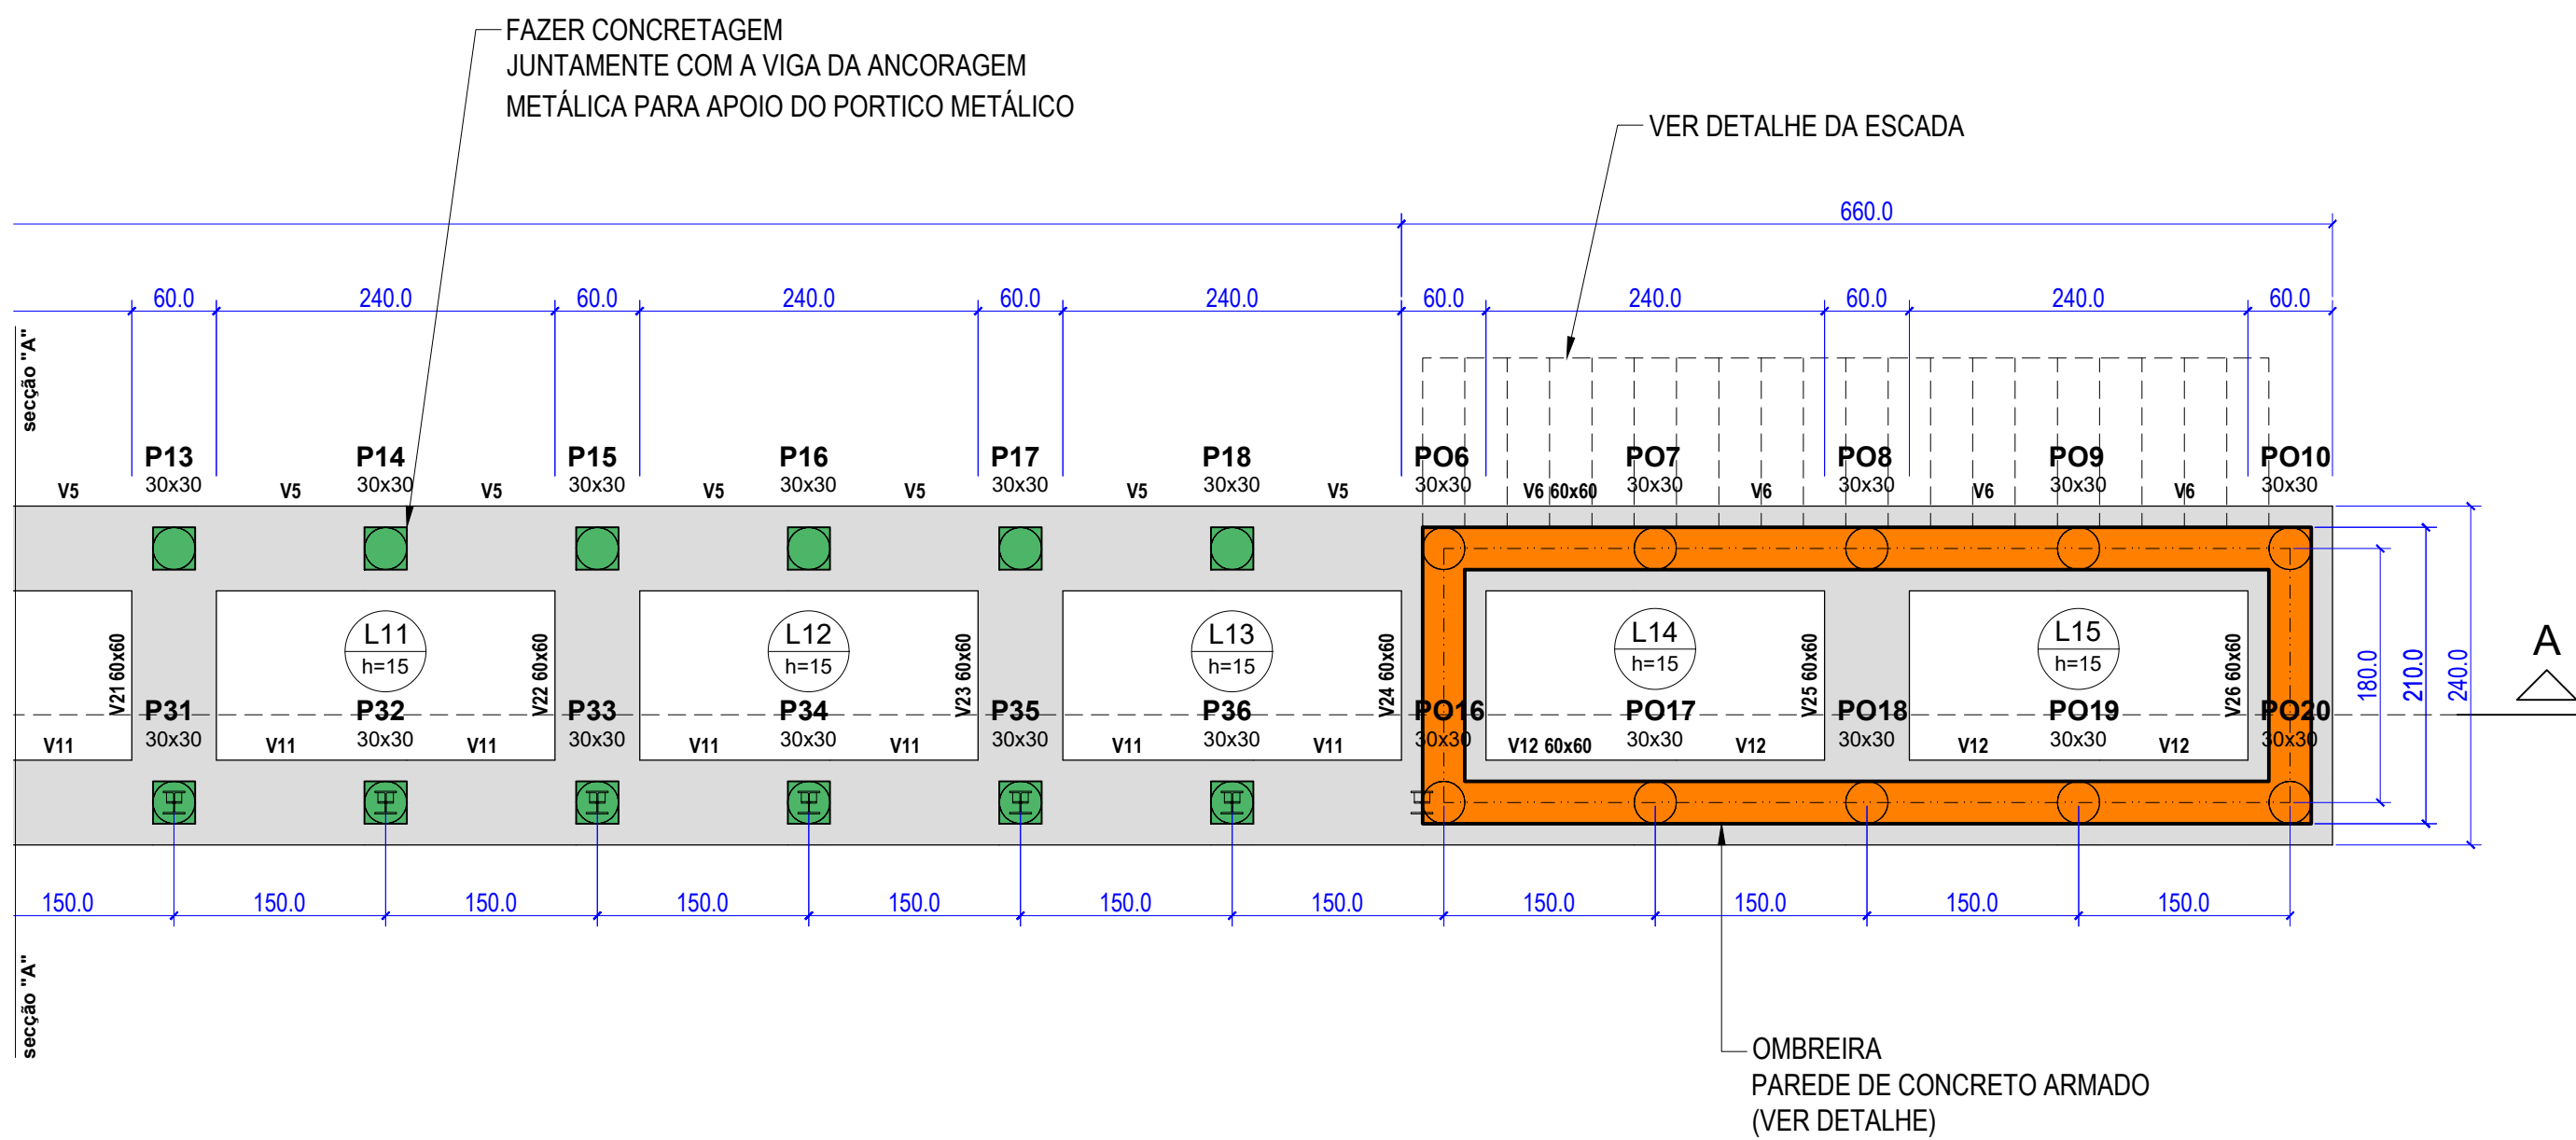 FAZER CONCRETAGEM
JUNTAMENTE COM A VIGA DA ANCORAGEM
METÁLICA PARA APOIO DO PORTICO METÁLICO
VER DETALHE DA ESCADA
660.0
60.0 240.0 60.0 240.0 60.0 240.0 60.0 240.0 60.0 240.0 60.0
secção "A"
P13 P14 P15 P16 P17 P18 PO6 PO7 PO8 PO9 PO10
30x30 30x30 30x30 30x30 30x30 30x30 30x30 30x30 30x30 30x30 30x30
V5 V5 V5 V5 V5 V5 V5 V6 60x60 V6 V6 V6
L11 L12 L13 L14 L15
h=15 h=15 h=15 h=15 h=15
V21 60x60 V22 60x60 V23 60x60 V24 60x60 V25 60x60 V26 60x60
180.0 210.0 240.0
A
P31 P32 P33 P34 P35 P36 PO16 PO17 PO18 PO19 PO20
30x30 30x30 30x30 30x30 30x30 30x30 30x30 30x30 30x30 30x30 30x30
V11 V11 V11 V11 V11 V11 V11 V12 60x60 V12 V12 V12
150.0 150.0 150.0 150.0 150.0 150.0 150.0 150.0 150.0 150.0 150.0
secção "A"
OMBREIRA
PAREDE DE CONCRETO ARMADO
(VER DETALHE)